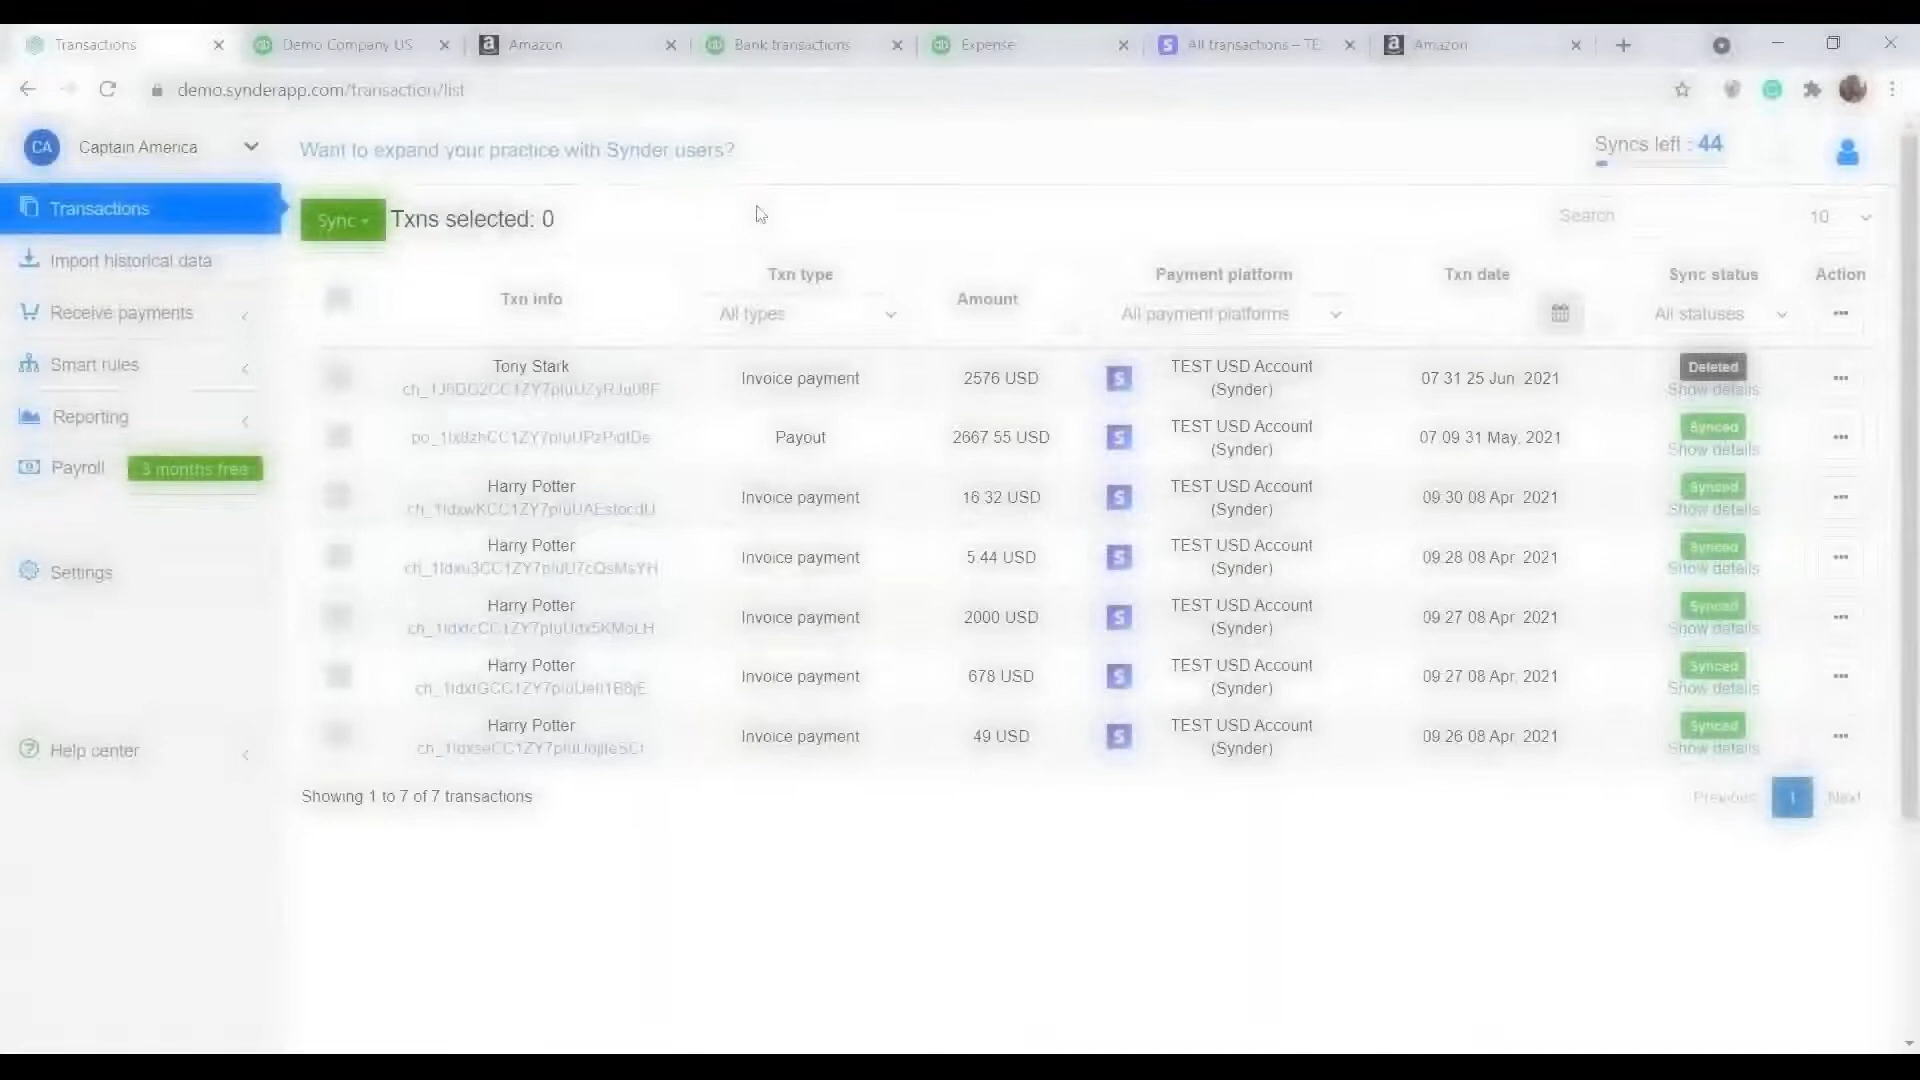 Transactions
Demo Company US
Amazon
Bank transactions
Expense
All transactions – TE
Amazon
demo.synderapp.com/transaction/list
CA
Captain America
Want to expand your practice with Synder users?
Syncs left : 44
Transactions
Sync
Txns selected: 0
Search
10
Import historical data
Receive payments
Smart rules
Reporting
Payroll
3 months free
Settings
Help center
Txn info
Txn type
Amount
Payment platform
Txn date
Sync status
Action
All types
All payment platforms
All statuses
Tony Stark
Invoice payment
2576 USD
TEST USD Account
(Synder)
07 31 25 Jun 2021
Deleted
Show details
Payout
2667 55 USD
TEST USD Account
(Synder)
07 09 31 May, 2021
Synced
Show details
Harry Potter
Invoice payment
16 32 USD
TEST USD Account
(Synder)
09 30 08 Apr 2021
Synced
Show details
Harry Potter
Invoice payment
5.44 USD
TEST USD Account
(Synder)
09 28 08 Apr 2021
Synced
Show details
Harry Potter
Invoice payment
2000 USD
TEST USD Account
(Synder)
09 27 08 Apr 2021
Synced
Show details
Harry Potter
Invoice payment
678 USD
TEST USD Account
(Synder)
09 27 08 Apr, 2021
Synced
Show details
Harry Potter
Invoice payment
49 USD
TEST USD Account
(Synder)
09 26 08 Apr 2021
Synced
Show details
Showing 1 to 7 of 7 transactions
Previous
1
Next